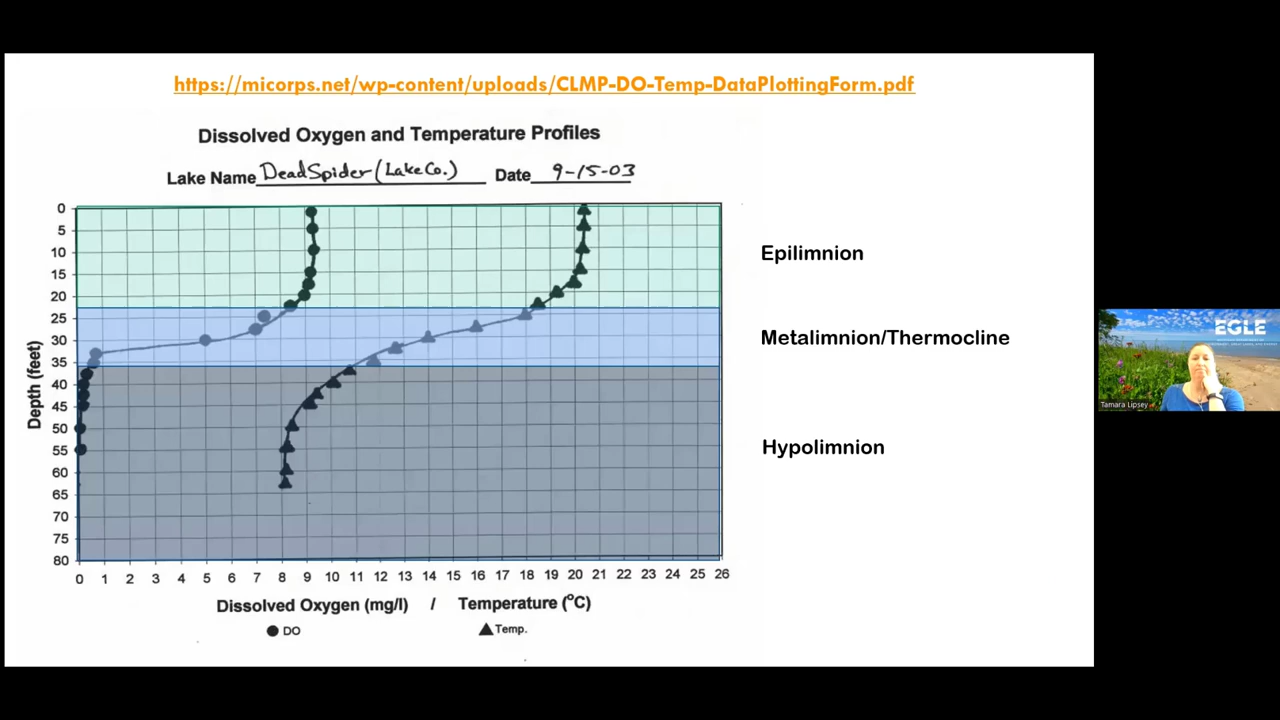 https://micorps.net/wp-content/uploads/CLMP-DO-Temp-DataPlottingForm.pdf
Dissolved Oxygen and Temperature Profiles
Lake Name DeadSpider (Lake Co.) Date 9-15-03
0
5
10
15
20
25
30
35
40
45
50
55
60
65
70
75
80
Depth (feet)
0 1 2 3 4 5 6 7 8 9 10 11 12 13 14 15 16 17 18 19 20 21 22 23 24 25 26
Dissolved Oxygen (mg/l) / Temperature (°C)
DO Temp.
Epilimnion
Metalimnion/Thermocline
Hypolimnion
EGLE
Tamara Lipsey